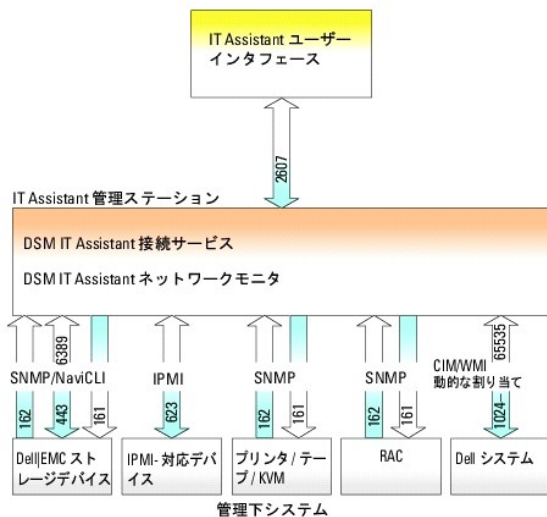 IT Assistant ユーザー
インタフェース
2607
IT Assistant 管理ステーション
DSM IT Assistant 接続サービス
DSM IT Assistant ネットワークモニタ
6389
65535
SNMP/NaviCLI
IPMI
SNMP
SNMP
CIM/WMI
動的な割り当て
162
443
161
623
162
161
162
161
1024–
Dell|EMC スト
レージデバイス
IPMI- 対応デバ
イス
プリンタ / テー
プ / KVM
RAC
Dell システム
管理下システム